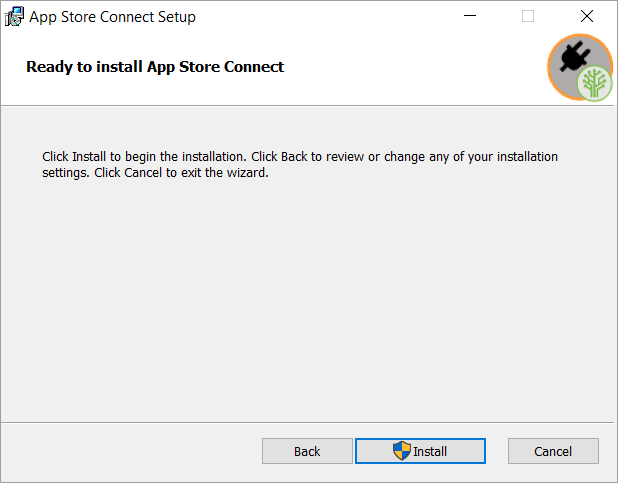 App Store Connect Setup
Ready to install App Store Connect
Click Install to begin the installation. Click Back to review or change any of your installation
settings. Click Cancel to exit the wizard.
Back
Install
Cancel